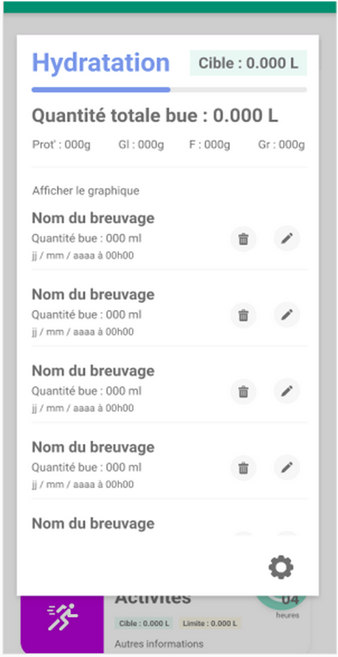 Hydratation
Cible : 0.000 L
Quantité totale bue : 0.000 L
Prot' : 000g Gl : 000g F : 000g Gr : 000g
Afficher le graphique
Nom du breuvage
Quantité bue : 000 ml
jj / mm / aaaa à 00h00
Nom du breuvage
Quantité bue : 000 ml
jj / mm / aaaa à 00h00
Nom du breuvage
Quantité bue : 000 ml
jj / mm / aaaa à 00h00
Nom du breuvage
Quantité bue : 000 ml
jj / mm / aaaa à 00h00
Nom du breuvage
Activités
04
heures
Cible : 0.000 L Limite : 0.000 L
Autres informations